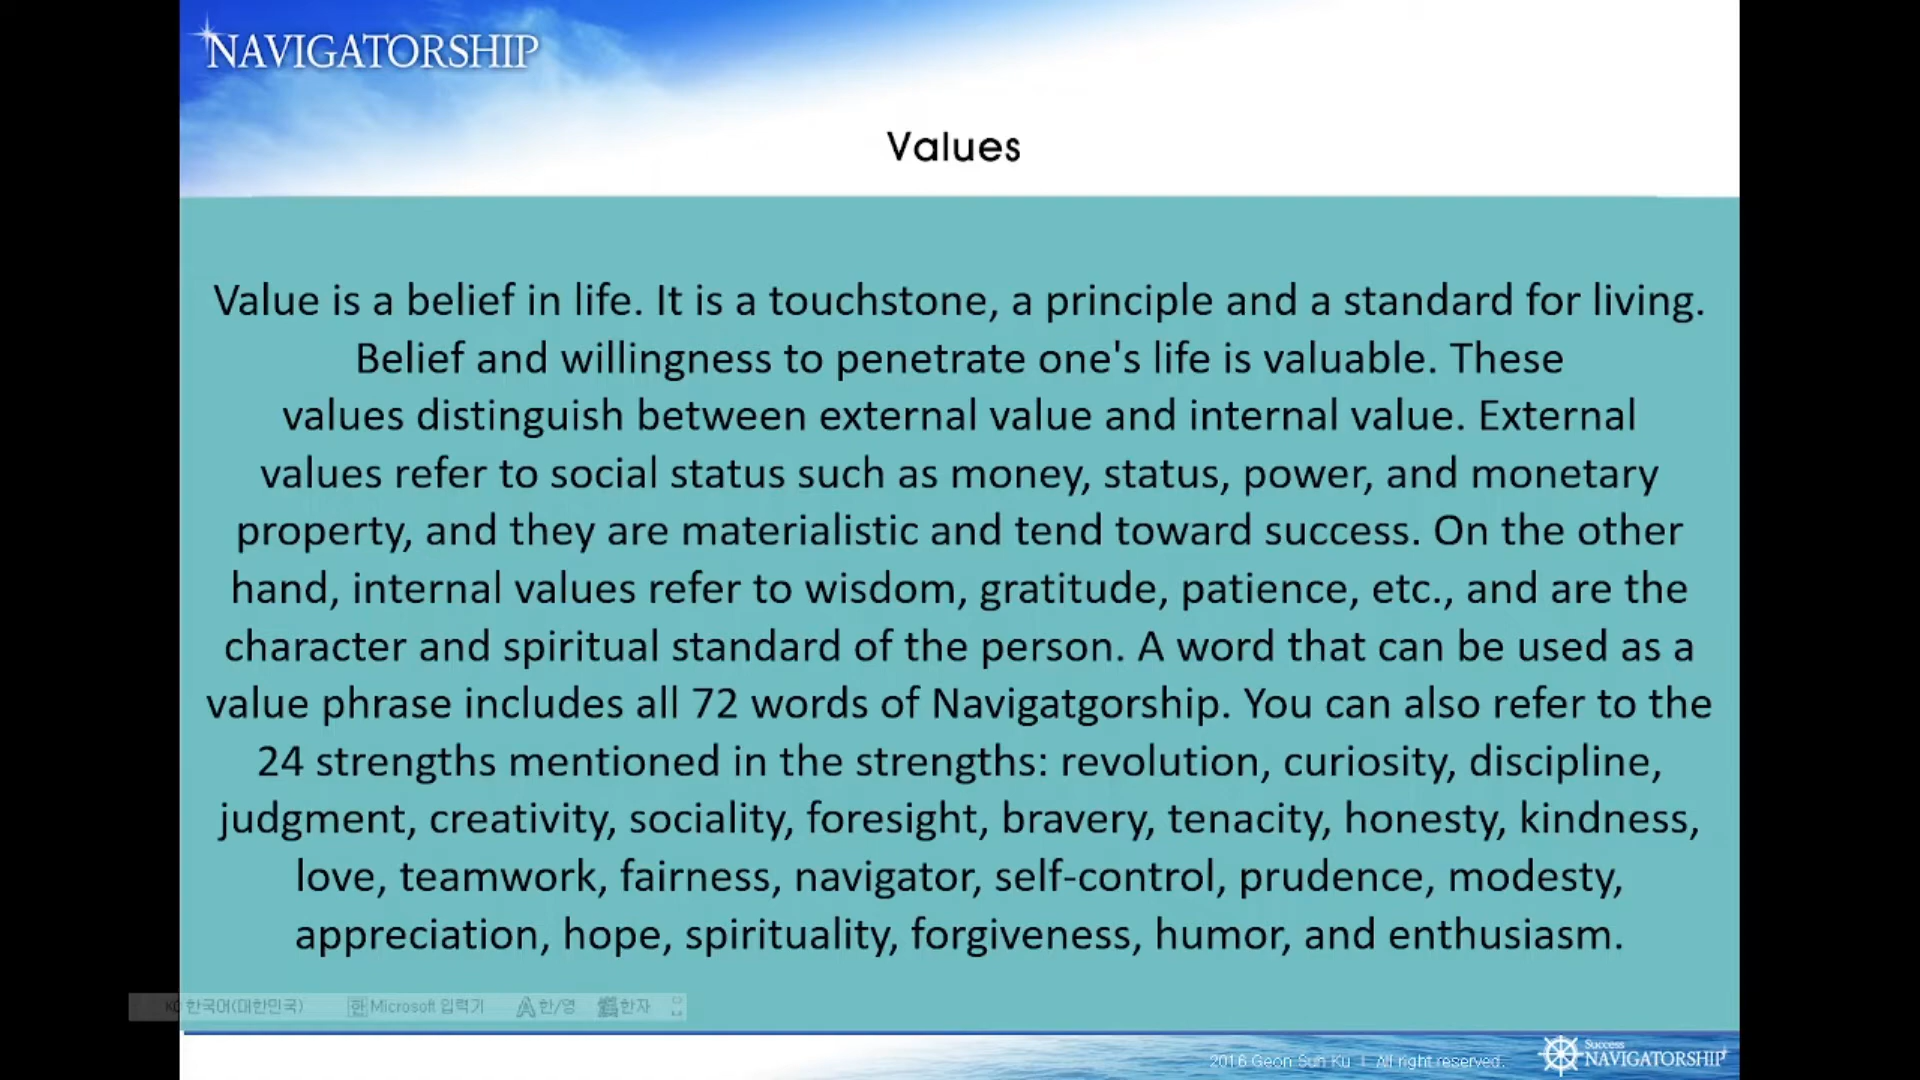 NAVIGATORSHIP
Values
Value is a belief in life. It is a touchstone, a principle and a standard for living.
Belief and willingness to penetrate one's life is valuable. These
values distinguish between external value and internal value. External
values refer to social status such as money, status, power, and monetary
property, and they are materialistic and tend toward success. On the other
hand, internal values refer to wisdom, gratitude, patience, etc., and are the
character and spiritual standard of the person. A word that can be used as a
value phrase includes all 72 words of Navigatgorship. You can also refer to the
24 strengths mentioned in the strengths: revolution, curiosity, discipline,
judgment, creativity, sociality, foresight, bravery, tenacity, honesty, kindness,
love, teamwork, fairness, navigator, self-control, prudence, modesty,
appreciation, hope, spirituality, forgiveness, humor, and enthusiasm.
KO 한국어(대한민국) 한 Microsoft 입력기 A 한/영 한자
2016 Geon Sun Ku | All right reserved.
Success
NAVIGATORSHIP